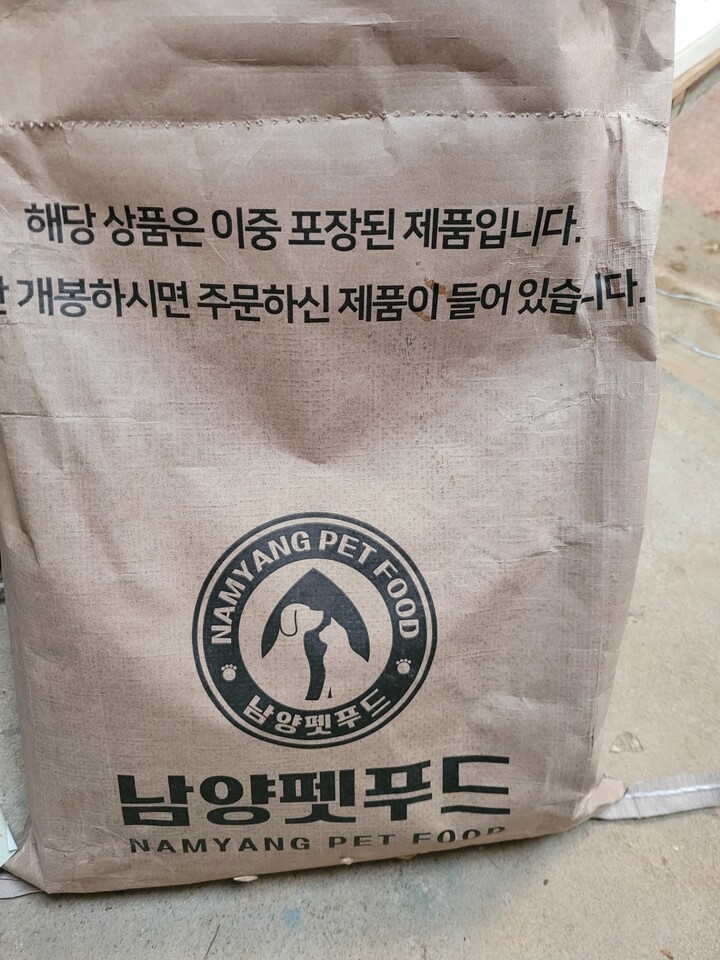 해당 상품은 이중 포장된 제품입니다.
개봉하시면 주문하신 제품이 들어 있습니다.
NAMYANG PET FOOD
남양펫푸드
남양펫푸드
NAMYANG PET FOOD